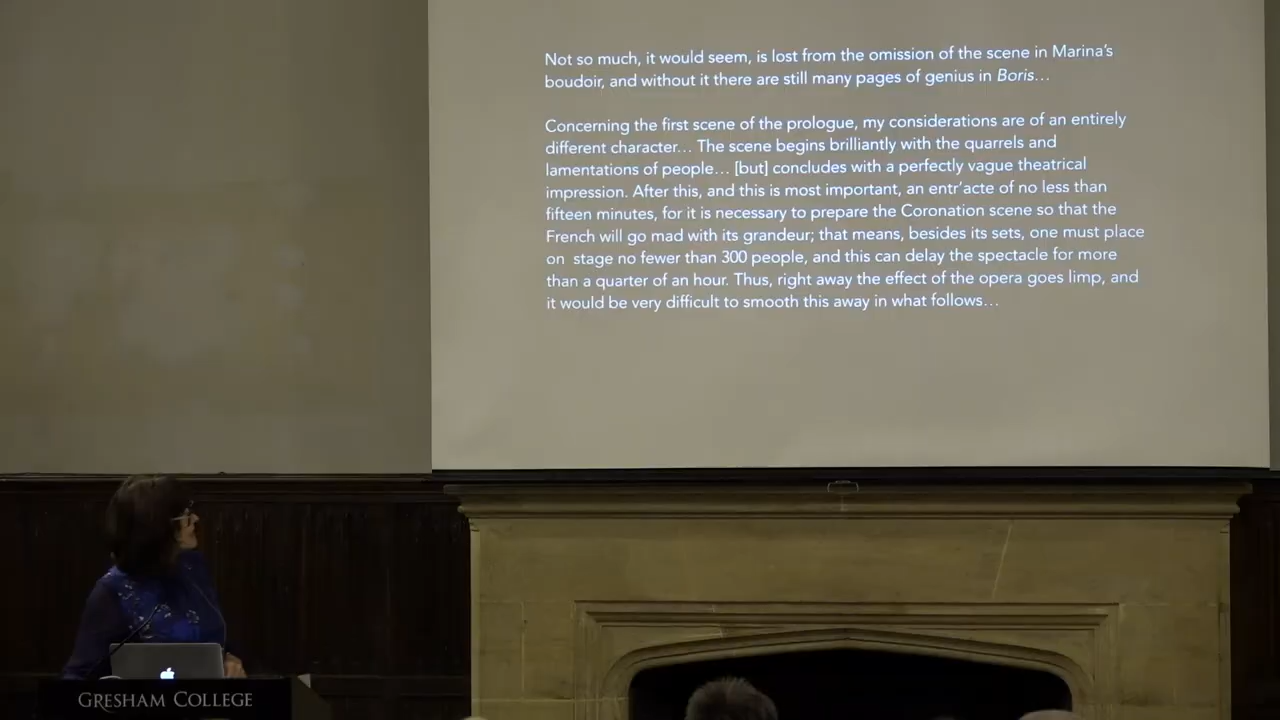 Not so much, it would seem, is lost from the omission of the scene in Marina's
boudoir, and without it there are still many pages of genius in Boris…
Concerning the first scene of the prologue, my considerations are of an entirely
different character… The scene begins brilliantly with the quarrels and
lamentations of people… [but] concludes with a perfectly vague theatrical
impression. After this, and this is most important, an entr'acte of no less than
fifteen minutes, for it is necessary to prepare the Coronation scene so that the
French will go mad with its grandeur; that means, besides its sets, one must place
on stage no fewer than 300 people, and this can delay the spectacle for more
than a quarter of an hour. Thus, right away the effect of the opera goes limp, and
it would be very difficult to smooth this away in what follows…
GRESHAM COLLEGE